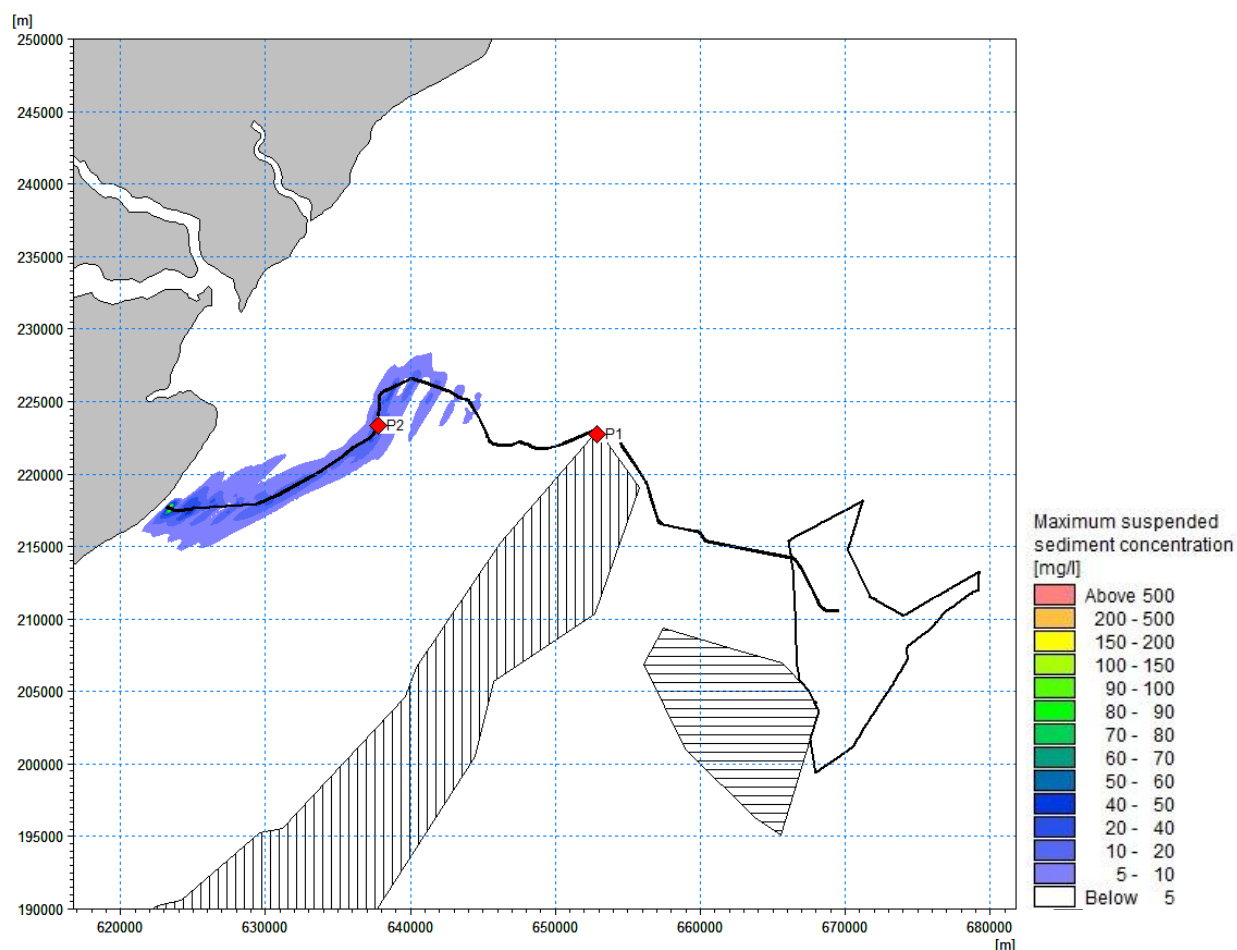 [m]
250000
245000
240000
235000
230000
225000
220000
215000
210000
205000
200000
195000
190000
P2
P1
620000 630000 640000 650000 660000 670000 680000
[m]
Maximum suspended
sediment concentration
[mg/l]
Above 500
200 - 500
150 - 200
100 - 150
90 - 100
80 - 90
70 - 80
60 - 70
50 - 60
40 - 50
20 - 40
10 - 20
5 - 10
Below 5